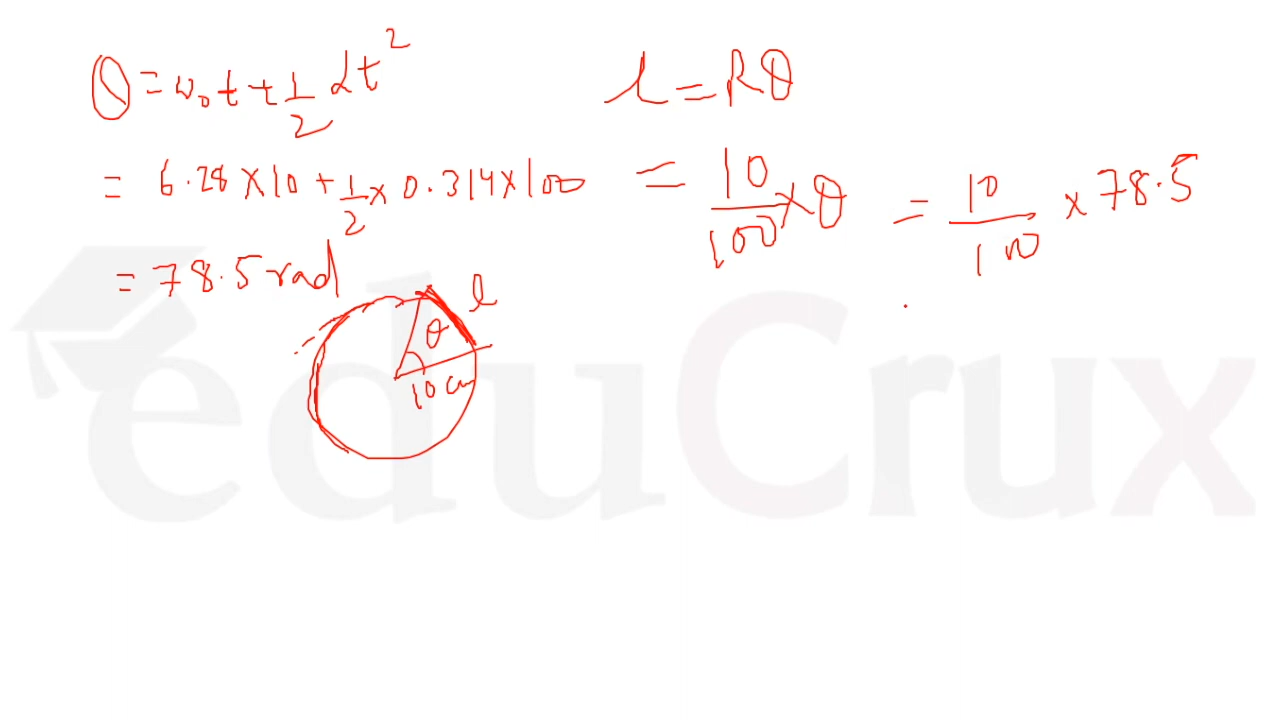 θ = ω₀t + 1/2 αt²
= 6.28 × 10 + 1/2 × 0.314 × 100
= 78.5 rad
l = Rθ
= 10/100 × θ = 10/100 × 78.5
l
θ
10 cm
eduCrux